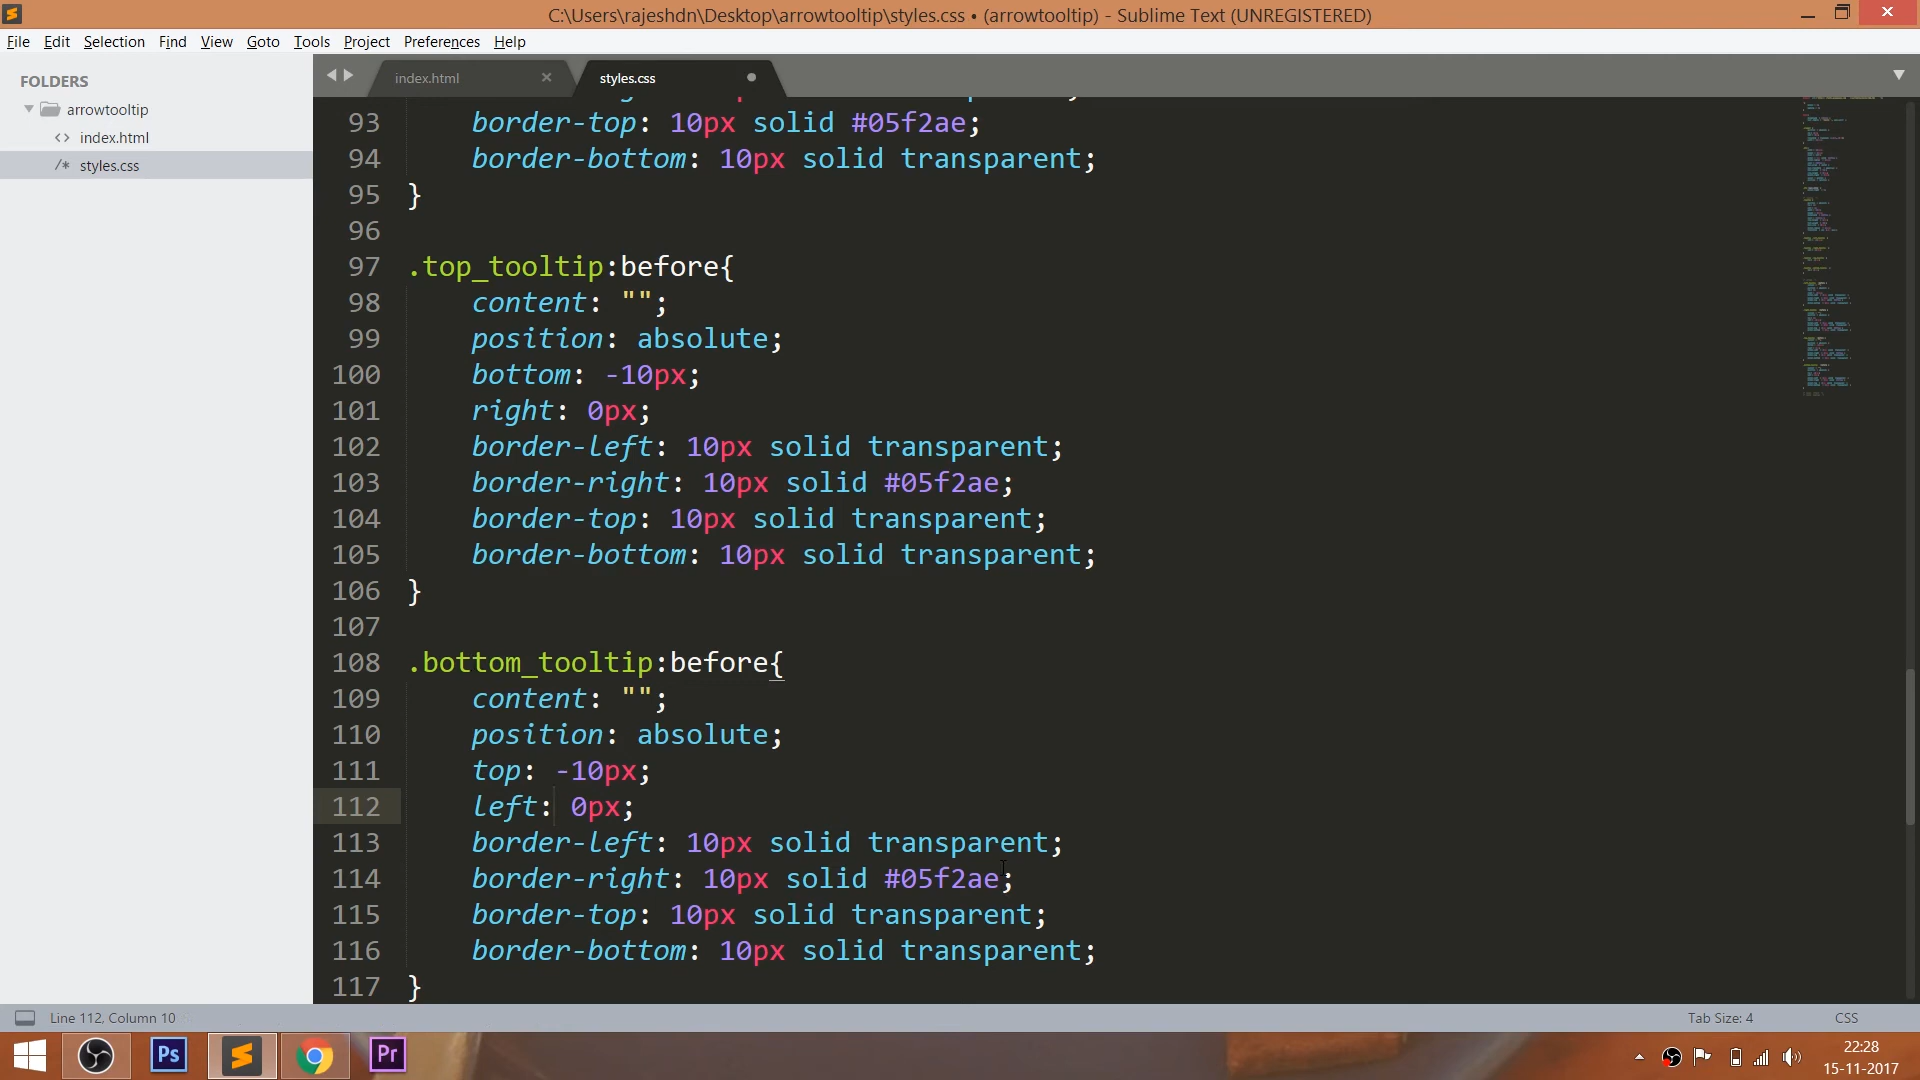 C:\Users\rajeshdn\Desktop\arrowtooltip\styles.css • (arrowtooltip) - Sublime Text (UNREGISTERED)
File Edit Selection Find View Goto Tools Project Preferences Help
FOLDERS
arrowtooltip
<> index.html
/* styles.css
index.html × styles.css
93 border-top: 10px solid #05f2ae;
94 border-bottom: 10px solid transparent;
95 }
96
97 .top_tooltip:before{
98 content: "";
99 position: absolute;
100 bottom: -10px;
101 right: 0px;
102 border-left: 10px solid transparent;
103 border-right: 10px solid #05f2ae;
104 border-top: 10px solid transparent;
105 border-bottom: 10px solid transparent;
106 }
107
108 .bottom_tooltip:before{
109 content: "";
110 position: absolute;
111 top: -10px;
112 left: 0px;
113 border-left: 10px solid transparent;
114 border-right: 10px solid #05f2ae;
115 border-top: 10px solid transparent;
116 border-bottom: 10px solid transparent;
117 }
Line 112, Column 10 Tab Size: 4 CSS
Ps Pr
22:28
15-11-2017